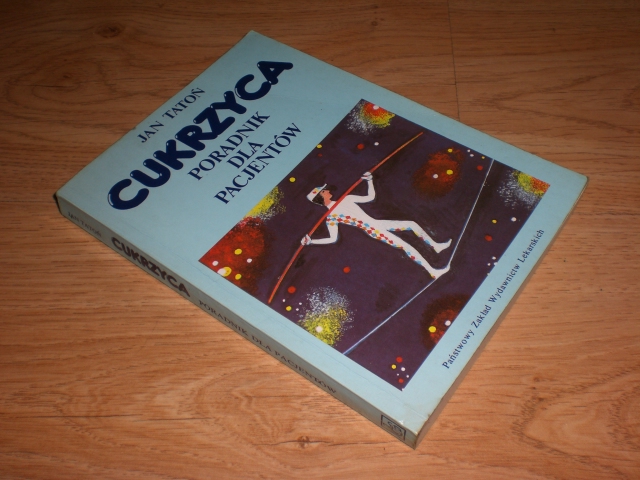 JAN TATOŃ
CUKRZYCA
PORADNIK
DLA
PACJENTÓW
Państwowy Zakład Wydawnictw Lekarskich
JAN TATOŃ CUKRZYCA PORADNIK DLA PACJENTÓW